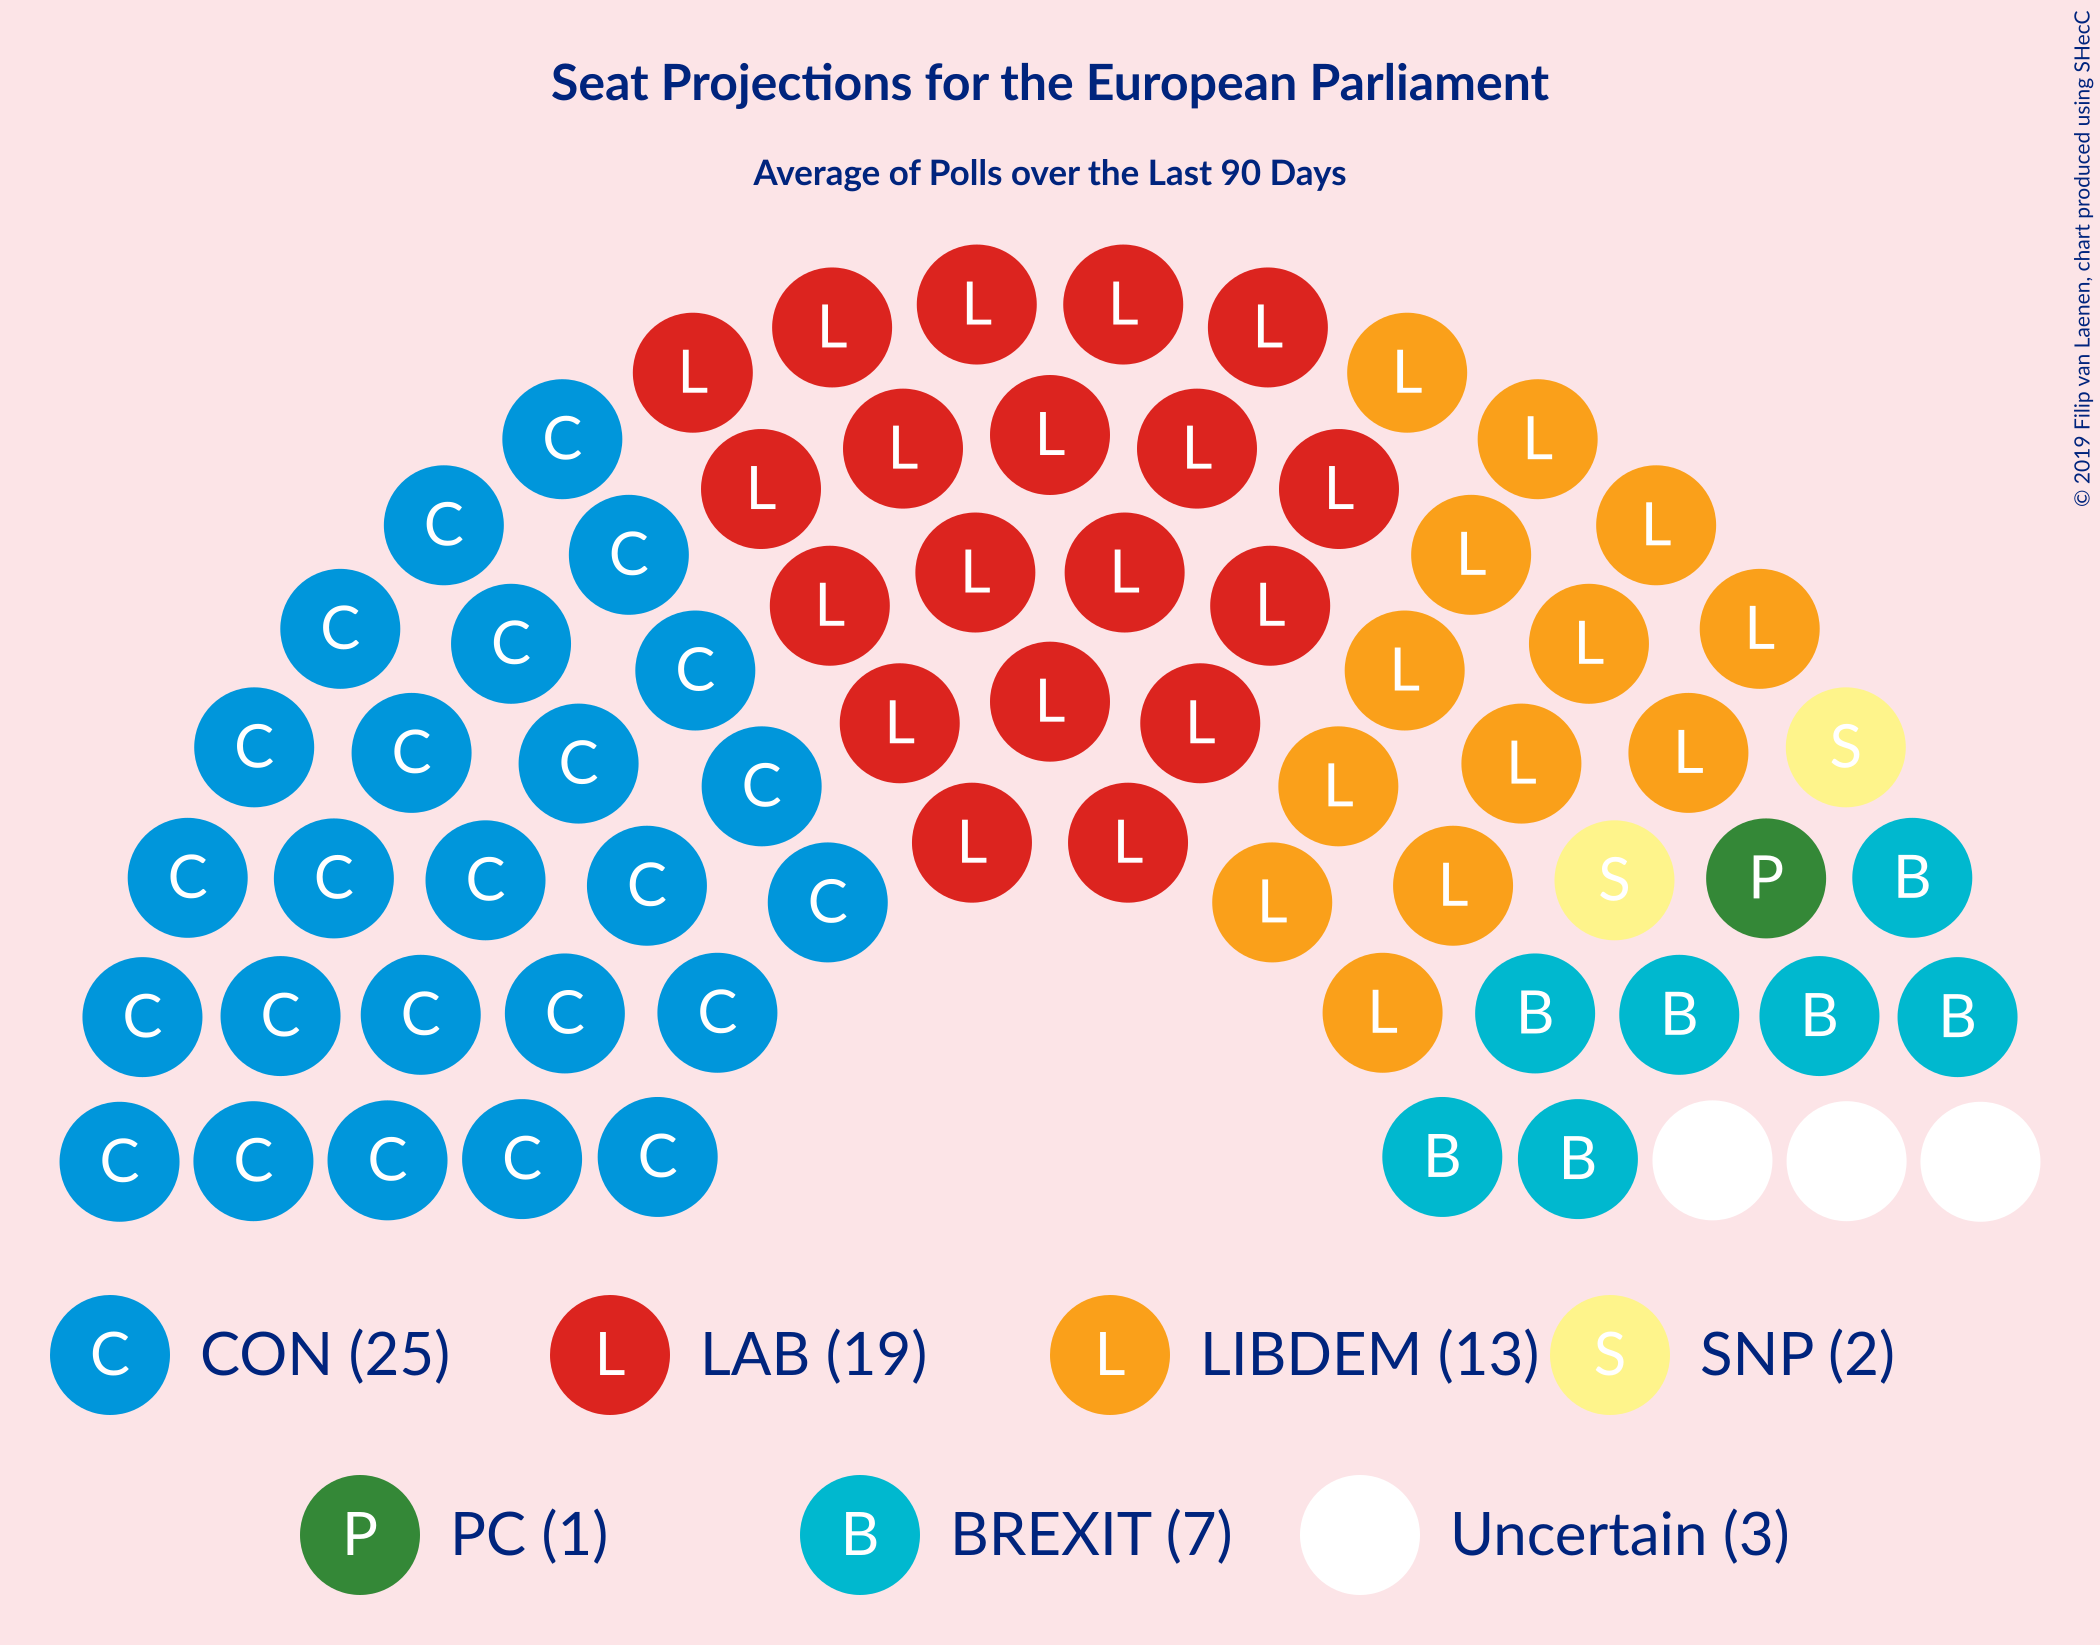 Seat Projections for the European Parliament
Average of Polls over the Last 90 Days
© 2019 Filip van Laenen, chart produced using SHecC
L L L L L L L
C L
C L L L L L L
C L L
C L L L L L
C L L
C C L L
C L L L S
C C L L
C C L L
C C C C L L S P B
C L
C C C C C L B B B B
C C C C C B B
C CON (25) L LAB (19) L LIBDEM (13) S SNP (2)
P PC (1) B BREXIT (7) Uncertain (3)